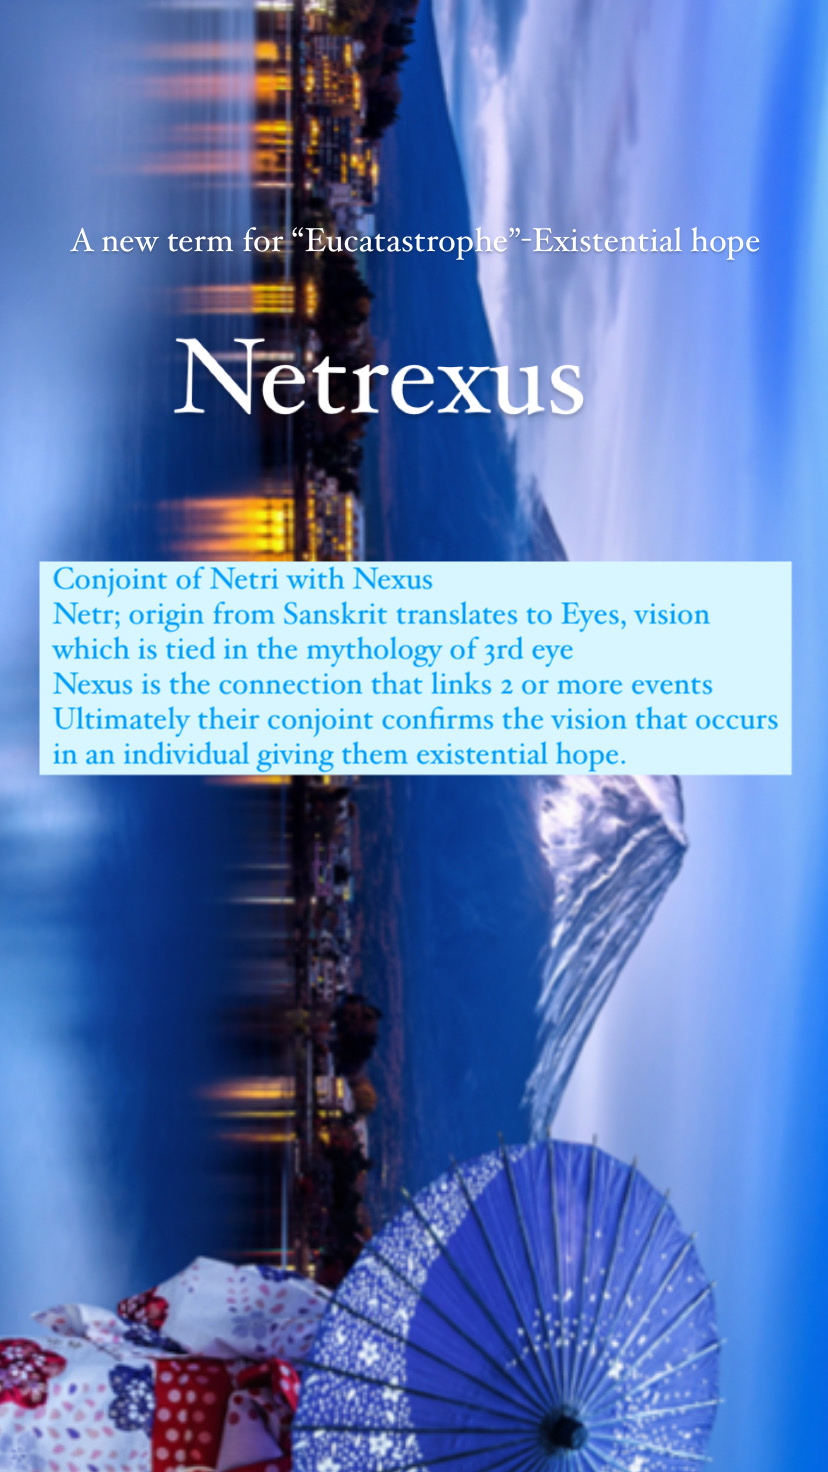 A new term for “Eucatastrophe”-Existential hope
Netrexus
Conjoint of Netri with Nexus
Netr; origin from Sanskrit translates to Eyes, vision
which is tied in the mythology of 3rd eye
Nexus is the connection that links 2 or more events
Ultimately their conjoint confirms the vision that occurs
in an individual giving them existential hope.